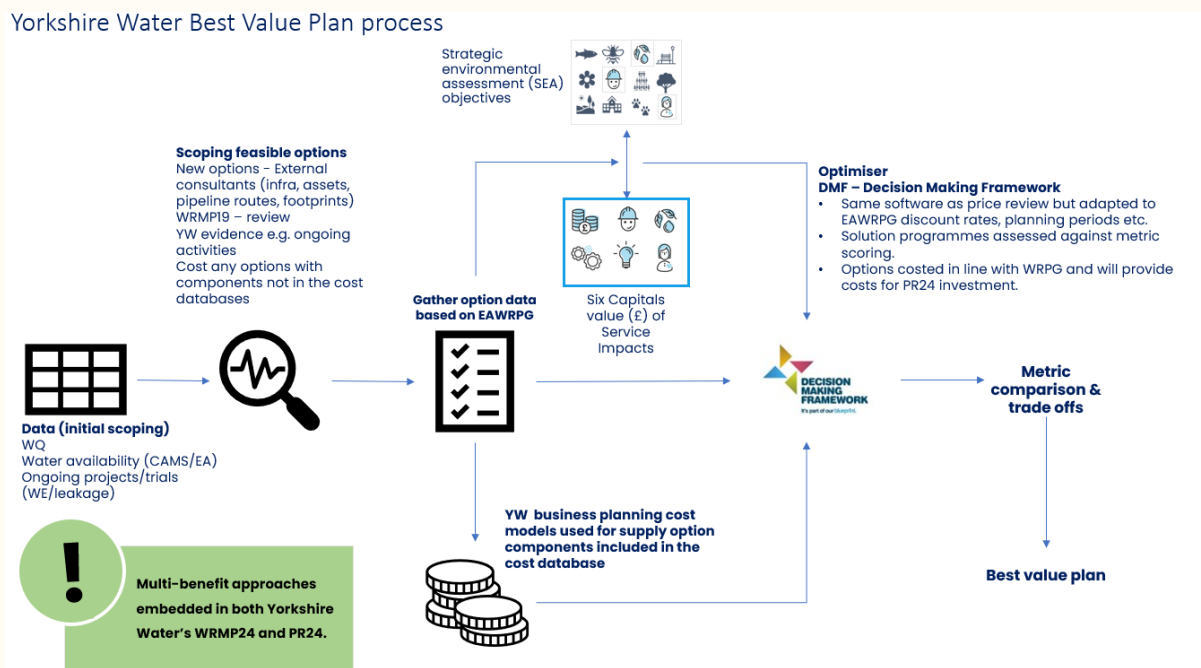 Yorkshire Water Best Value Plan process
Strategic
environmental
assessment (SEA)
objectives
Scoping feasible options
New options - External
consultants (infra, assets,
pipeline routes, footprints)
WRMP19 – review
YW evidence e.g. ongoing
activities
Cost any options with
components not in the cost
databases
Optimiser
DMF – Decision Making Framework
• Same software as price review but adapted to
EAWRPG discount rates, planning periods etc.
• Solution programmes assessed against metric
scoring.
• Options costed in line with WRPG and will provide
costs for PR24 investment.
£
Gather option data
based on EAWRPG
Six Capitals
value (£) of
Service
Impacts
DECISION
MAKING
FRAMEWORK
It's part of our blueprint.
Metric
comparison &
trade offs
Data (initial scoping)
WQ
Water availability (CAMS/EA)
Ongoing projects/trials
(WE/leakage)
YW business planning cost
models used for supply option
components included in the
cost database
Best value plan
!
Multi-benefit approaches
embedded in both Yorkshire
Water's WRMP24 and PR24.